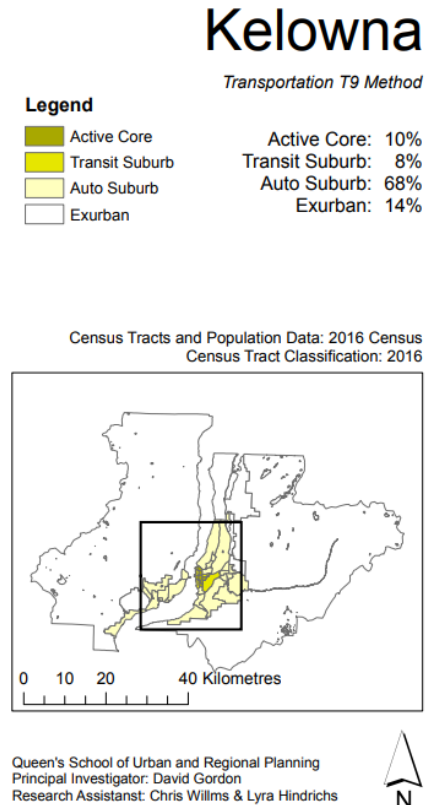 Kelowna
Transportation T9 Method
Legend
Active Core
Transit Suburb
Auto Suburb
Exurban
Active Core: 10%
Transit Suburb: 8%
Auto Suburb: 68%
Exurban: 14%
Census Tracts and Population Data: 2016 Census
Census Tract Classification: 2016
0 10 20 40 Kilometres
Queen's School of Urban and Regional Planning
Principal Investigator: David Gordon
Research Assistanst: Chris Willms & Lyra Hindrichs
N